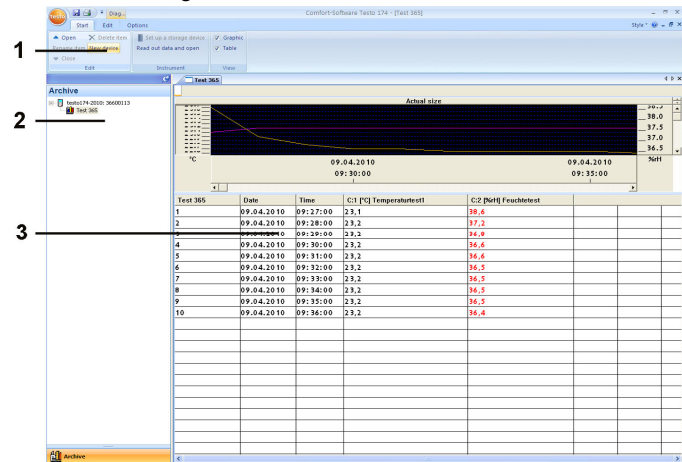 testo
Diag...
Comfort-Software Testo 174 - [Test 365]
Start Edit Options
Style
Open Delete item
Rename item New device
Close
Edit
Set up a storage device
Read out data and open
Instrument
Graphic
Table
View
1
2
3
Archive
testo174-2010: 36600113
Test 365
Archive
Test 365
Actual size
38.0
37.5
37.0
36.5
°C
09.04.2010 09.04.2010
%rH
09:30:00 09:35:00
Test 365 Date Time C:1 [°C] Temperaturtest1 C:2 [%rH] Feuchtetest
1 09.04.2010 09:27:00 23,1 38,6
2 09.04.2010 09:28:00 23,2 37,2
3 09.04.2010 09:29:00 23,2 36,8
4 09.04.2010 09:30:00 23,2 36,6
5 09.04.2010 09:31:00 23,2 36,6
6 09.04.2010 09:32:00 23,2 36,5
7 09.04.2010 09:33:00 23,2 36,5
8 09.04.2010 09:34:00 23,2 36,5
9 09.04.2010 09:35:00 23,2 36,5
10 09.04.2010 09:36:00 23,2 36,4